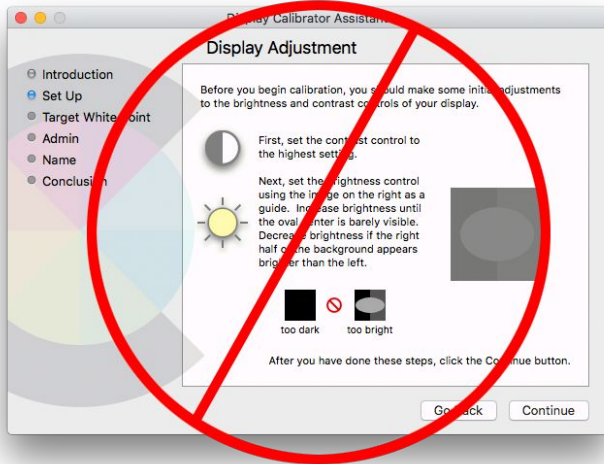 Display Calibrator Assistant
Display Adjustment
Introduction
Set Up
Target White Point
Admin
Name
Conclusion
Before you begin calibration, you should make some initial adjustments
to the brightness and contrast controls of your display.
First, set the contrast control to
the highest setting.
Next, set the brightness control
using the image on the right as a
guide. Increase brightness until
the oval center is barely visible.
Decrease brightness if the right
half of the background appears
brighter than the left.
too dark
too bright
After you have done these steps, click the Continue button.
Go Back
Continue